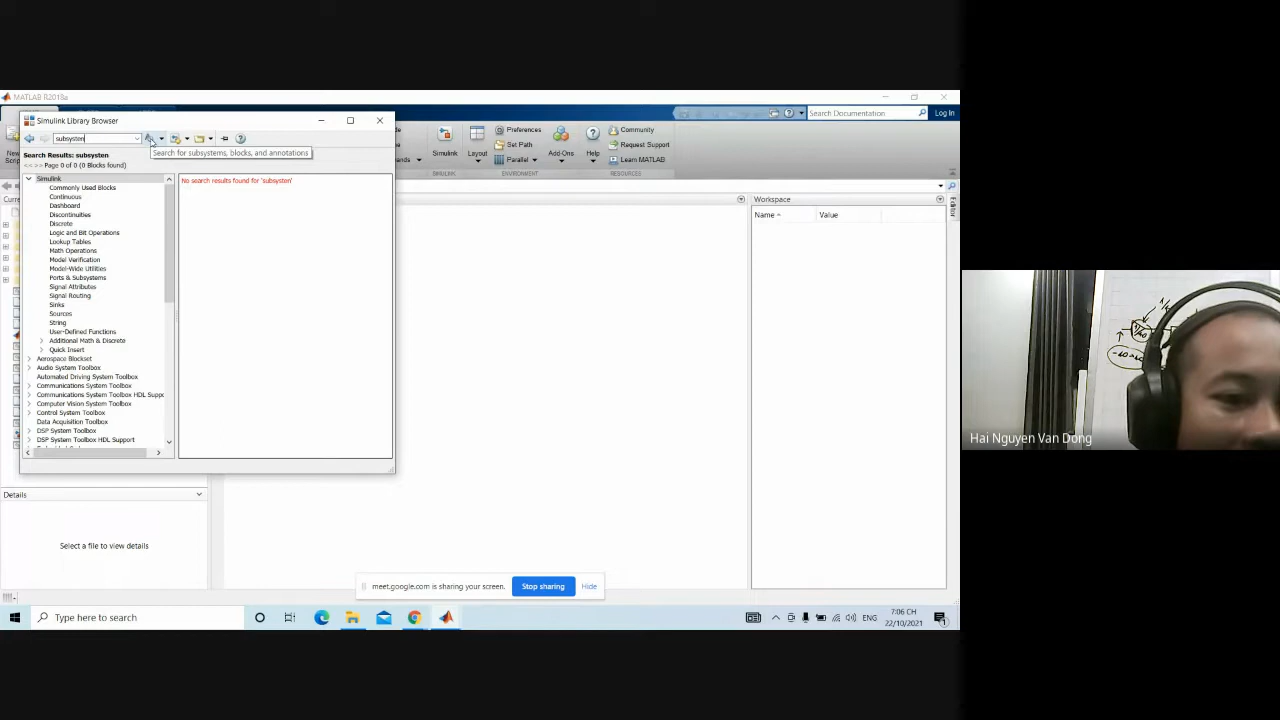 MATLAB R2018a
Simulink Library Browser
subsysten
Search for subsystems, blocks, and annotations
Search Results: subsysten
<< >> Page 0 of 0 (0 Blocks found)
No search results found for 'subsysten'
Simulink
Commonly Used Blocks
Continuous
Dashboard
Discontinuities
Discrete
Logic and Bit Operations
Lookup Tables
Math Operations
Model Verification
Model-Wide Utilities
Ports & Subsystems
Signal Attributes
Signal Routing
Sinks
Sources
String
User-Defined Functions
Additional Math & Discrete
Quick Insert
Aerospace Blockset
Audio System Toolbox
Automated Driving System Toolbox
Communications System Toolbox
Communications System Toolbox HDL Suppc
Computer Vision System Toolbox
Control System Toolbox
Data Acquisition Toolbox
DSP System Toolbox
DSP System Toolbox HDL Support
New
Scrip
Curre
Simulink
Layout
Preferences
Set Path
Parallel
Add-Ons
Help
Community
Request Support
Learn MATLAB
SIMULINK
ENVIRONMENT
RESOURCES
Search Documentation
Log In
Workspace
Name
Value
Editor
Details
Select a file to view details
meet.google.com is sharing your screen.
Stop sharing
Hide
Type here to search
ENG
7:06 CH
22/10/2021
Hai Nguyen Van Dong